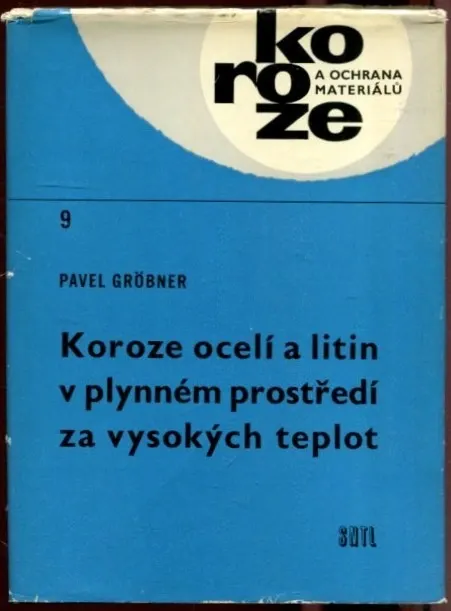 ko
ro
ze
A OCHRANA
MATERIÁLŮ
9
PAVEL GRÖBNER
Koroze ocelí a litin
v plynném prostředí
za vysokých teplot
SNTL